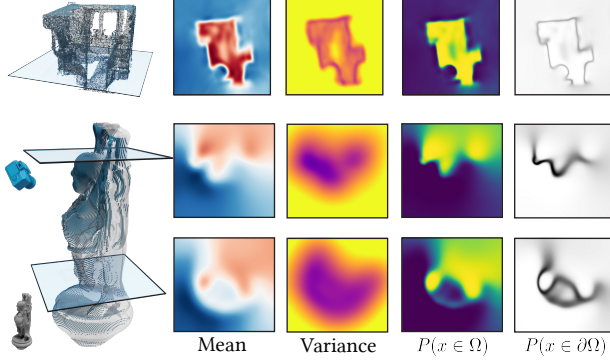 Mean Variance P(x ∈ Ω) P(x ∈ ∂Ω)